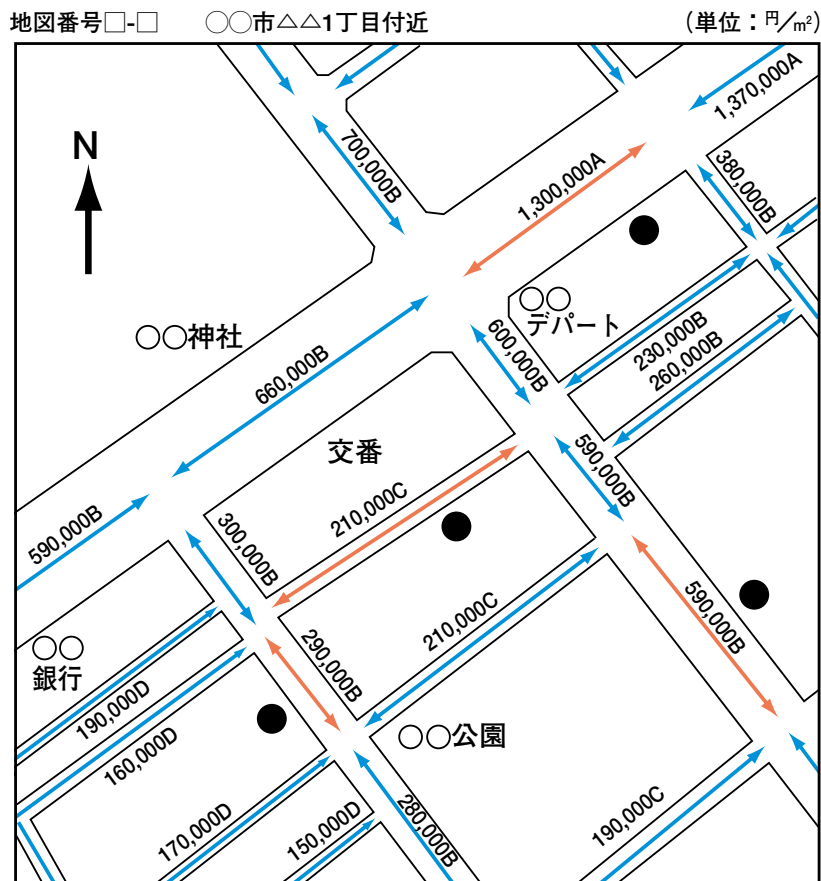 地図番号□-□ ○○市△△1丁目付近 (単位:円/㎡)
1,370,000A
700,000B
N
1,300,000A
380,000B
○○
デパート
○○神社
600,000B
230,000B
260,000B
660,000B
交番
590,000B
590,000B
210,000C
300,000B
590,000B
210,000C
290,000B
○○
銀行
190,000D
○○公園
160,000D
280,000B
190,000C
170,000D
150,000D